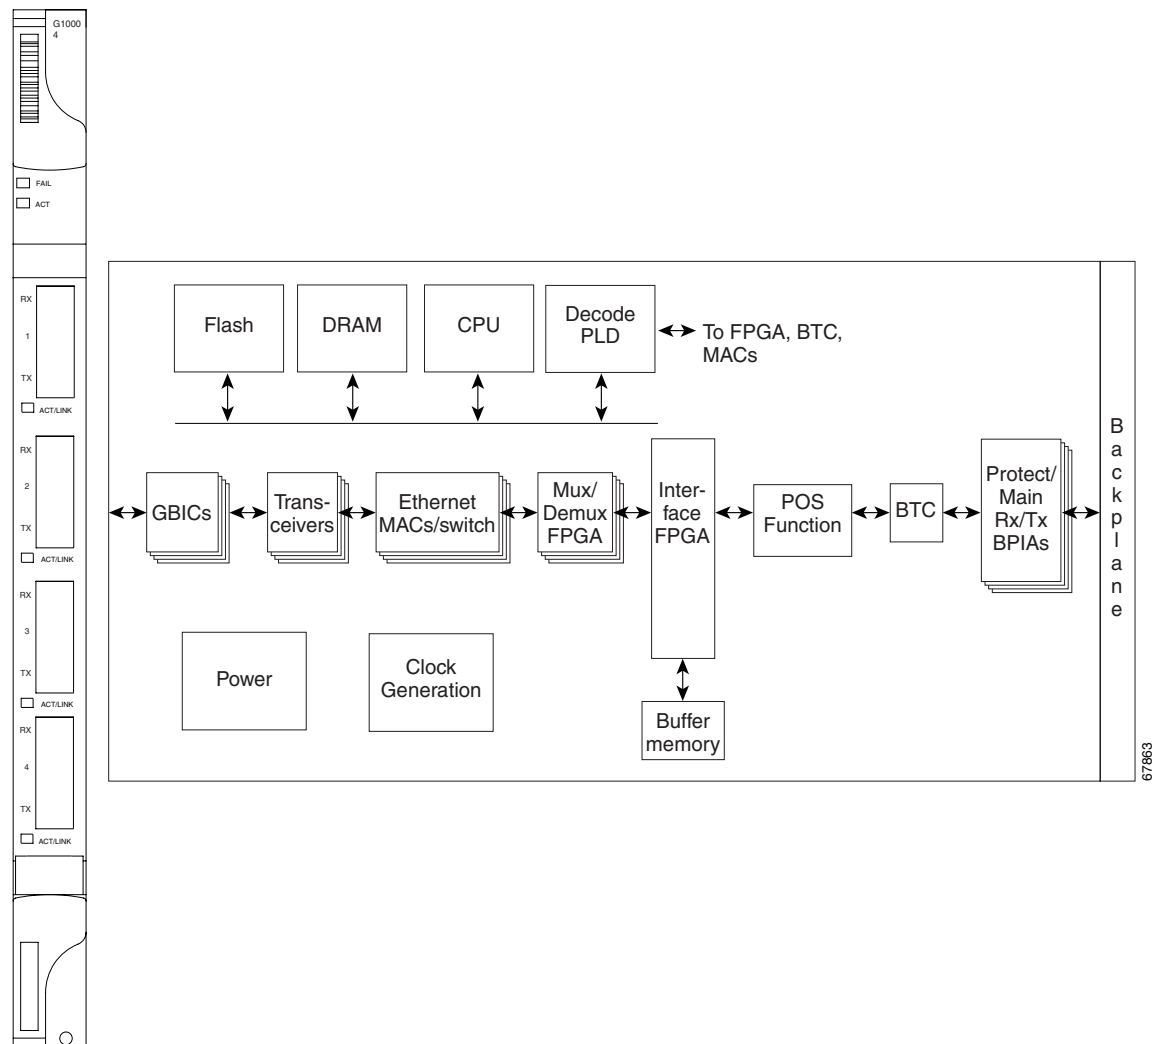 G1000
4
FAIL
ACT
RX
1
TX
ACT/LINK
RX
2
TX
ACT/LINK
RX
3
TX
ACT/LINK
RX
4
TX
ACT/LINK
Flash
DRAM
CPU
Decode
PLD
To FPGA, BTC,
MACs
GBICs
Trans-
ceivers
Ethernet
MACs/switch
Mux/
Demux
FPGA
Inter-
face
FPGA
POS
Function
BTC
Protect/
Main
Rx/Tx
BPIAs
Backplane
Power
Clock
Generation
Buffer
memory
67863